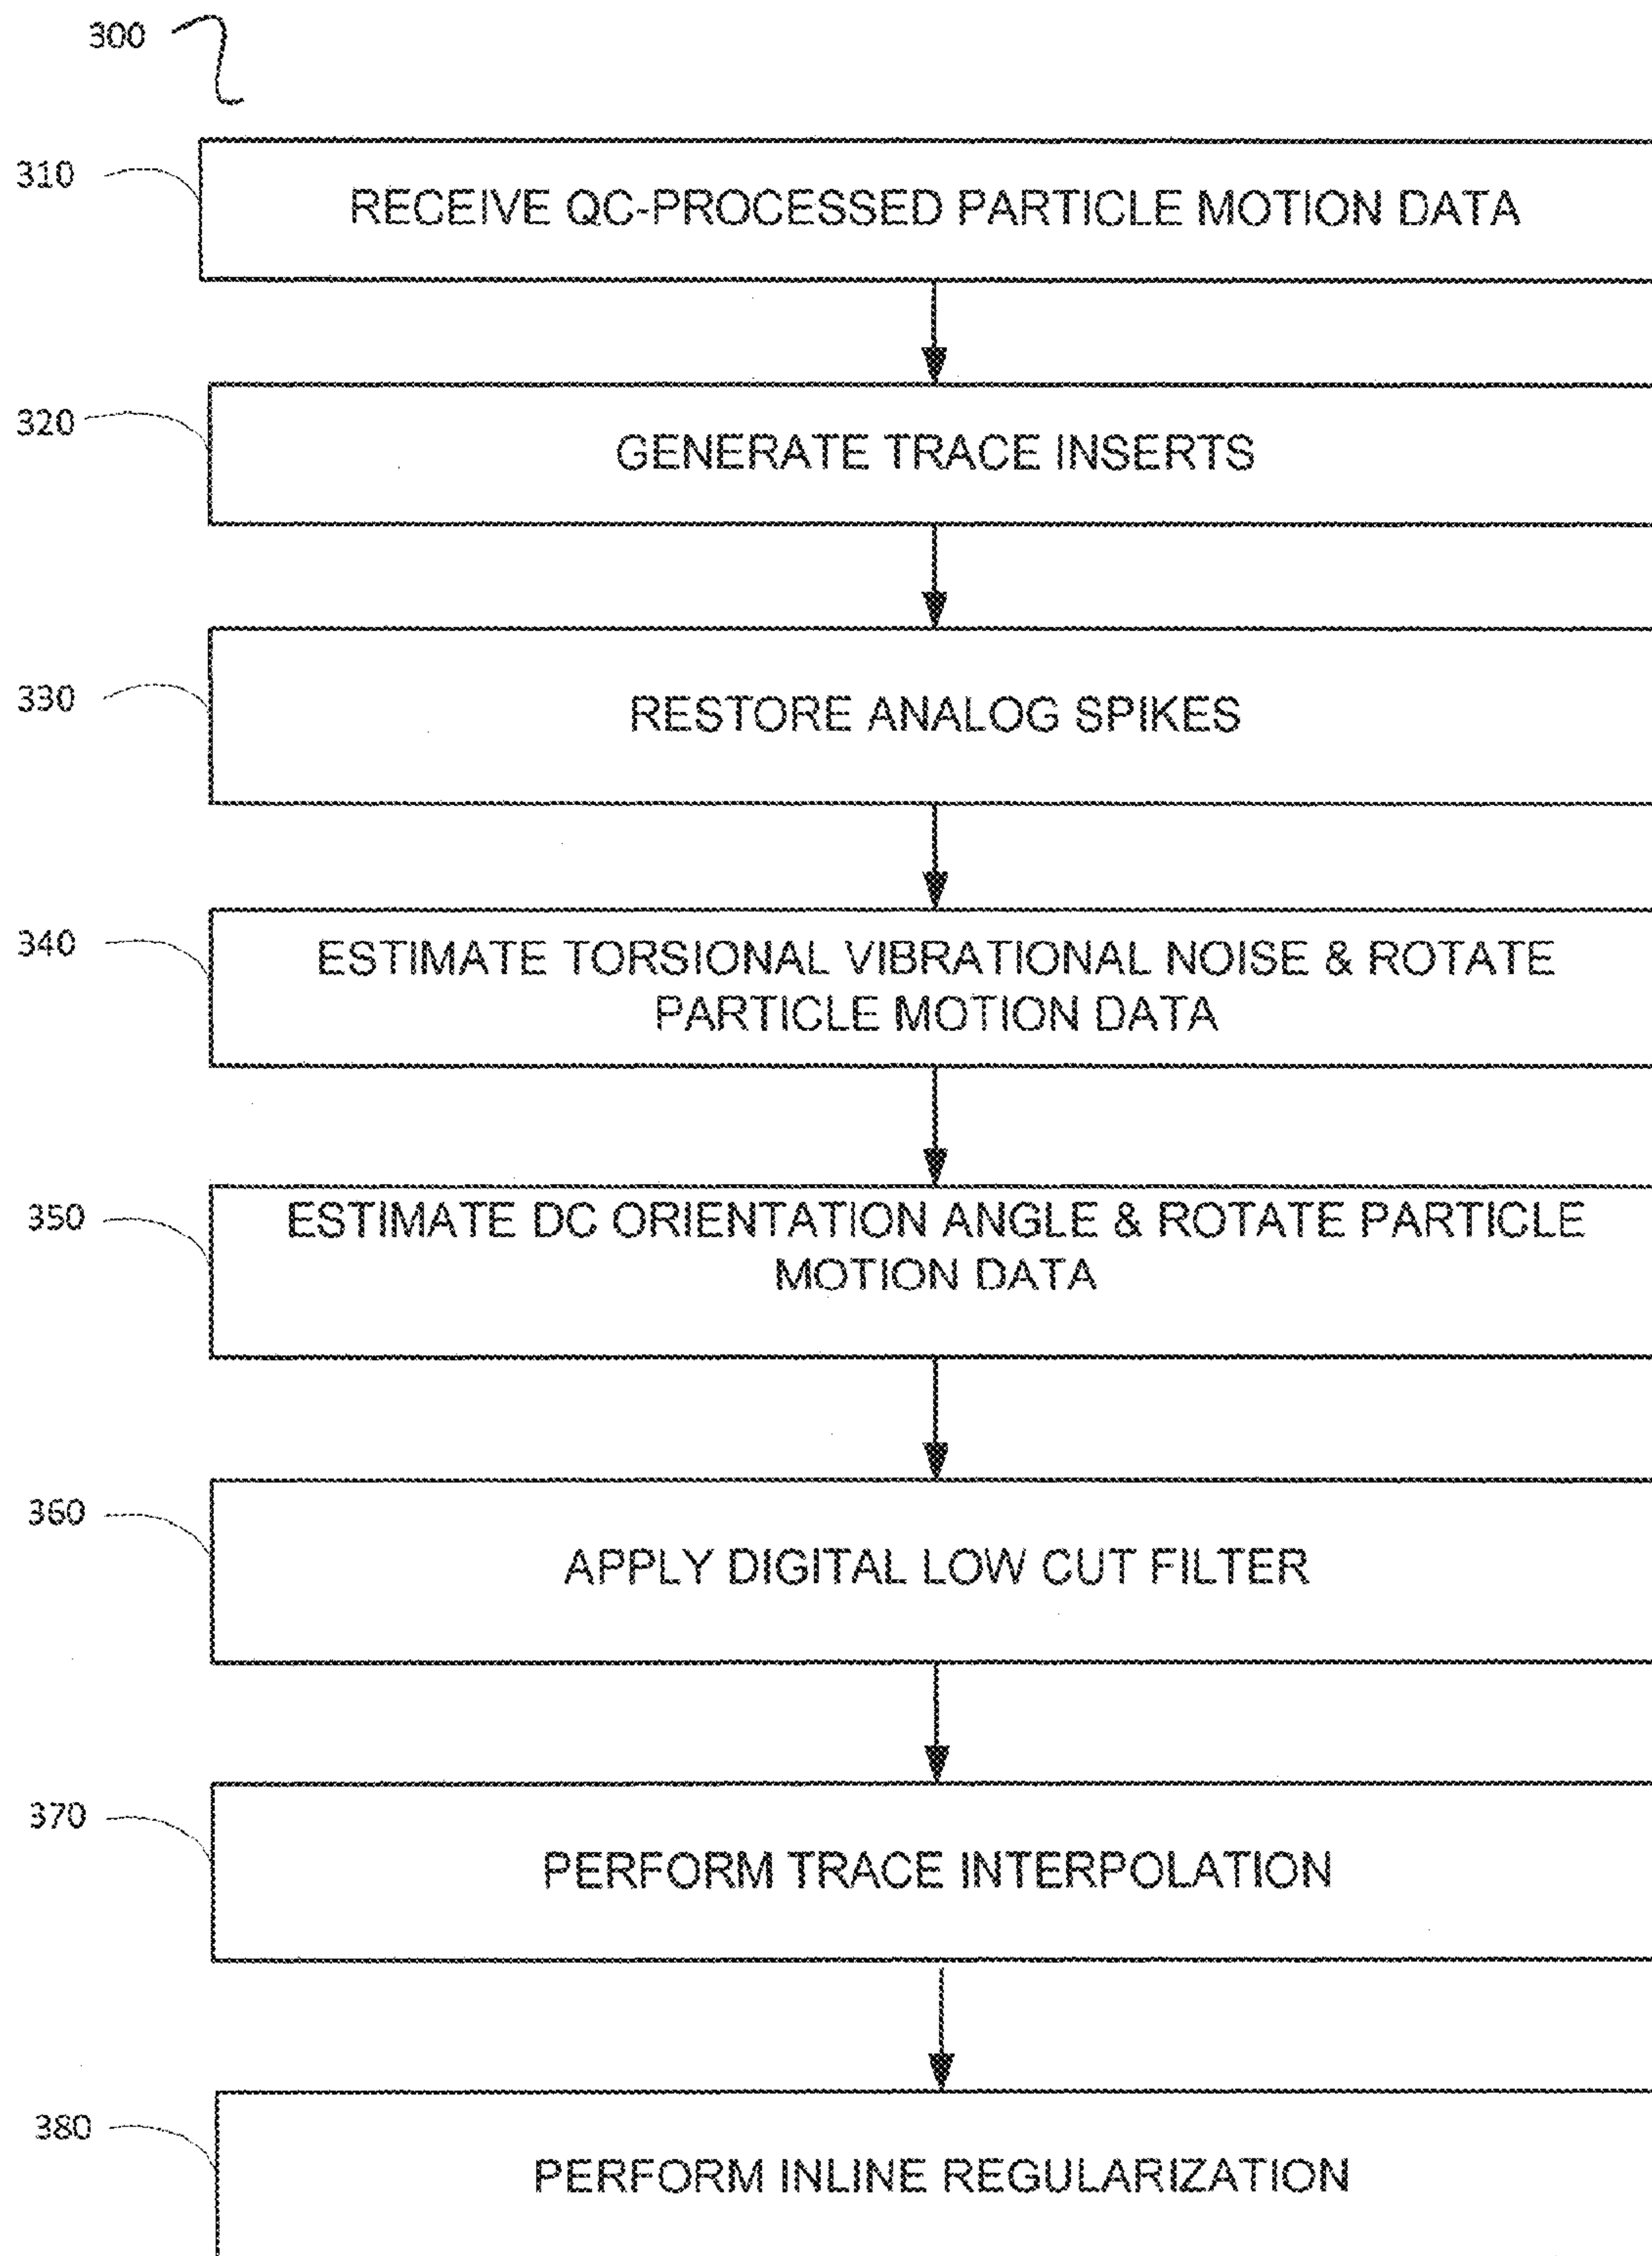 300
310
RECEIVE QC-PROCESSED PARTICLE MOTION DATA
320
GENERATE TRACE INSERTS
330
RESTORE ANALOG SPIKES
340
ESTIMATE TORSIONAL VIBRATIONAL NOISE & ROTATE
PARTICLE MOTION DATA
350
ESTIMATE DC ORIENTATION ANGLE & ROTATE PARTICLE
MOTION DATA
360
APPLY DIGITAL LOW CUT FILTER
370
PERFORM TRACE INTERPOLATION
380
PERFORM INLINE REGULARIZATION